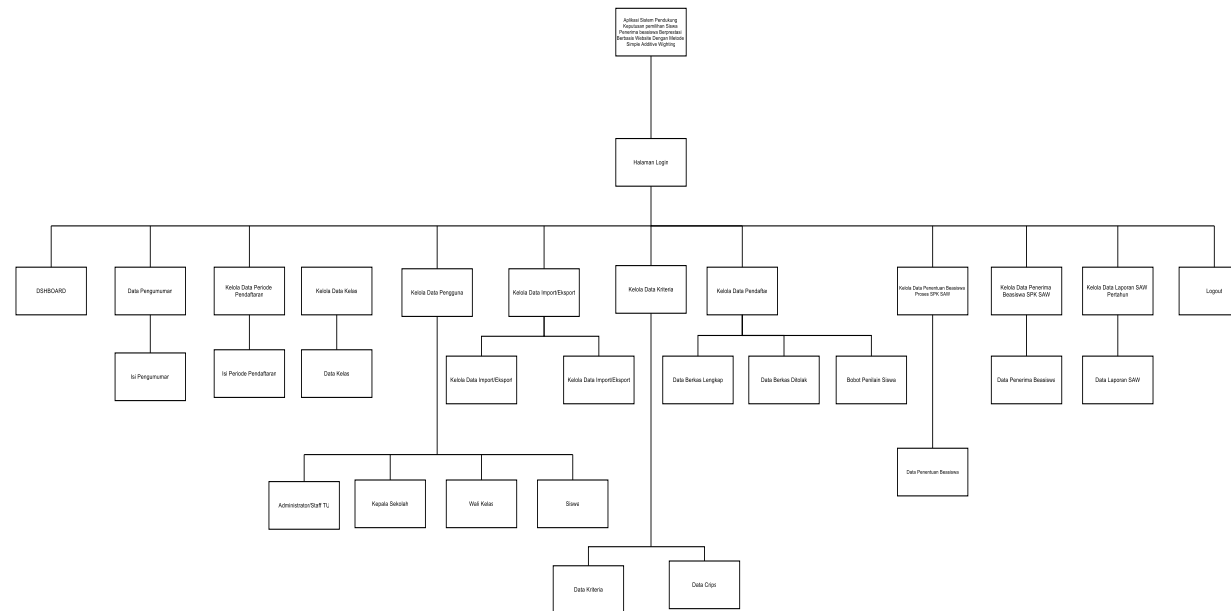 Aplikasi Sistem Pendukung
Keputusan pemilihan Siswa
Penerima beasiswa Berprestasi
Berbasis Website Dengan Metode
Simple Additive Wighting
Halaman Login
DSHBOARD
Data Pengumuman
Kelola Data Periode
Pendaftaran
Kelola Data Kelas
Kelola Data Pengguna
Kelola Data Import/Eksport
Kelola Data Kriteria
Kelola Data Pendaftar
Kelola Data Penentuan Beasiswa
Proses SPK SAW
Kelola Data Penerima
Beasiswa SPK SAW
Kelola Data Laporan SAW
Pertahun
Logout
Isi Pengumuman
Isi Periode Pendaftaran
Data Kelas
Kelola Data Import/Eksport
Kelola Data Import/Eksport
Data Berkas Lengkap
Data Berkas Ditolak
Bobot Penilain Siswa
Data Penerima Beasiswa
Data Laporan SAW
Data Penentuan Beasiswa
Administrator/Staff TU
Kepala Sekolah
Wali Kelas
Siswa
Data Kriteria
Data Crips